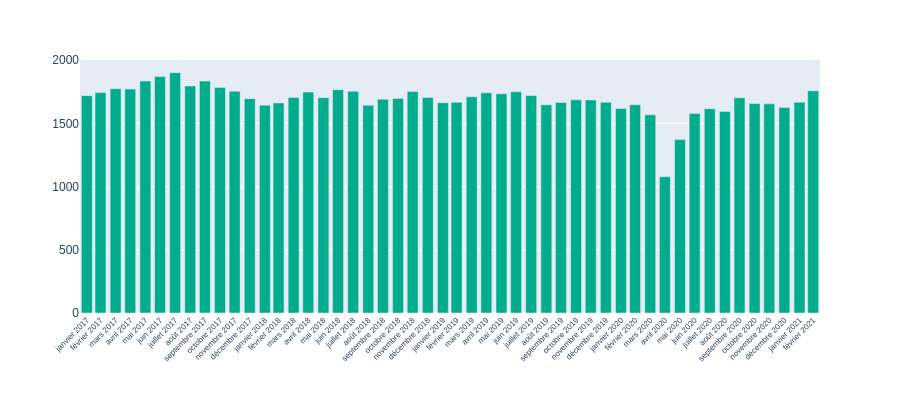 2000
1500
1000
500
0
janvier 2017
février 2017
mars 2017
avril 2017
mai 2017
juin 2017
juillet 2017
août 2017
septembre 2017
octobre 2017
novembre 2017
décembre 2017
janvier 2018
février 2018
mars 2018
avril 2018
mai 2018
juin 2018
juillet 2018
août 2018
septembre 2018
octobre 2018
novembre 2018
décembre 2018
janvier 2019
février 2019
mars 2019
avril 2019
mai 2019
juin 2019
juillet 2019
août 2019
septembre 2019
octobre 2019
novembre 2019
décembre 2019
janvier 2020
février 2020
mars 2020
avril 2020
mai 2020
juin 2020
juillet 2020
août 2020
septembre 2020
octobre 2020
novembre 2020
décembre 2020
janvier 2021
février 2021